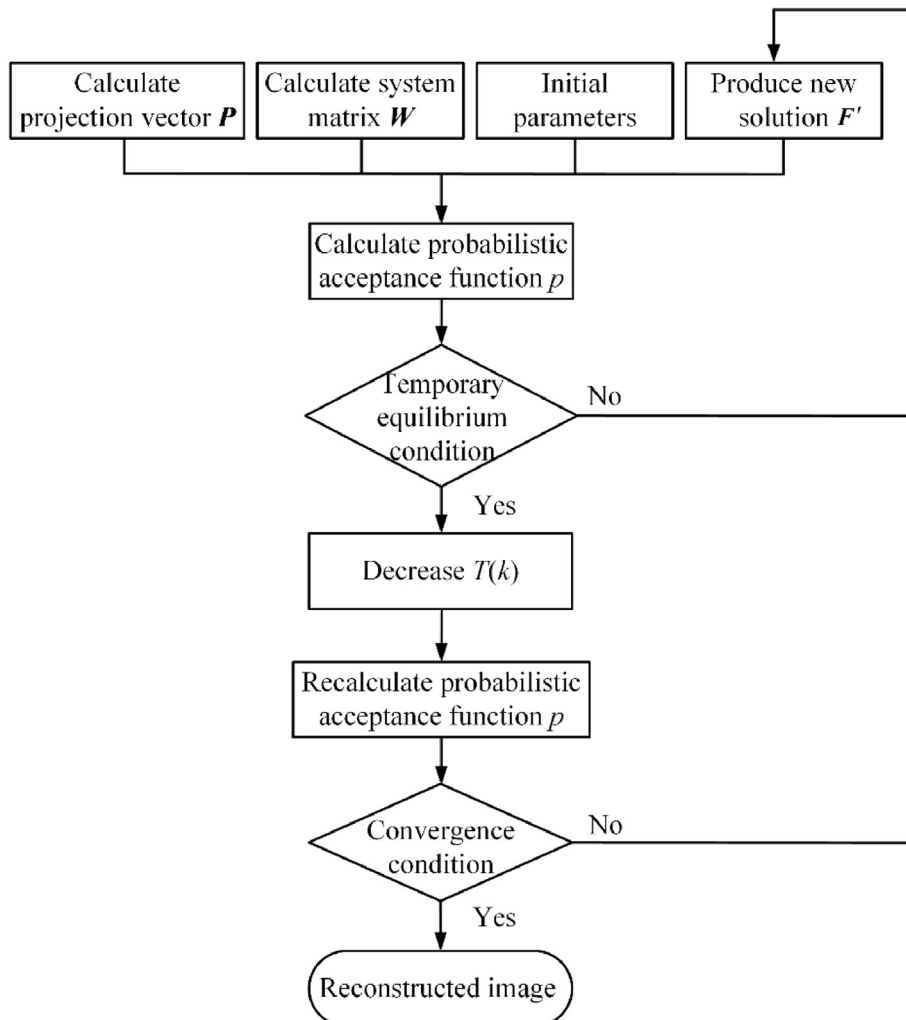 Calculate
projection vector P
Calculate system
matrix W
Initial
parameters
Produce new
solution F'
Calculate probabilistic
acceptance function p
Temporary
equilibrium
condition
No
Yes
Decrease T(k)
Recalculate probabilistic
acceptance function p
Convergence
condition
No
Yes
Reconstructed image